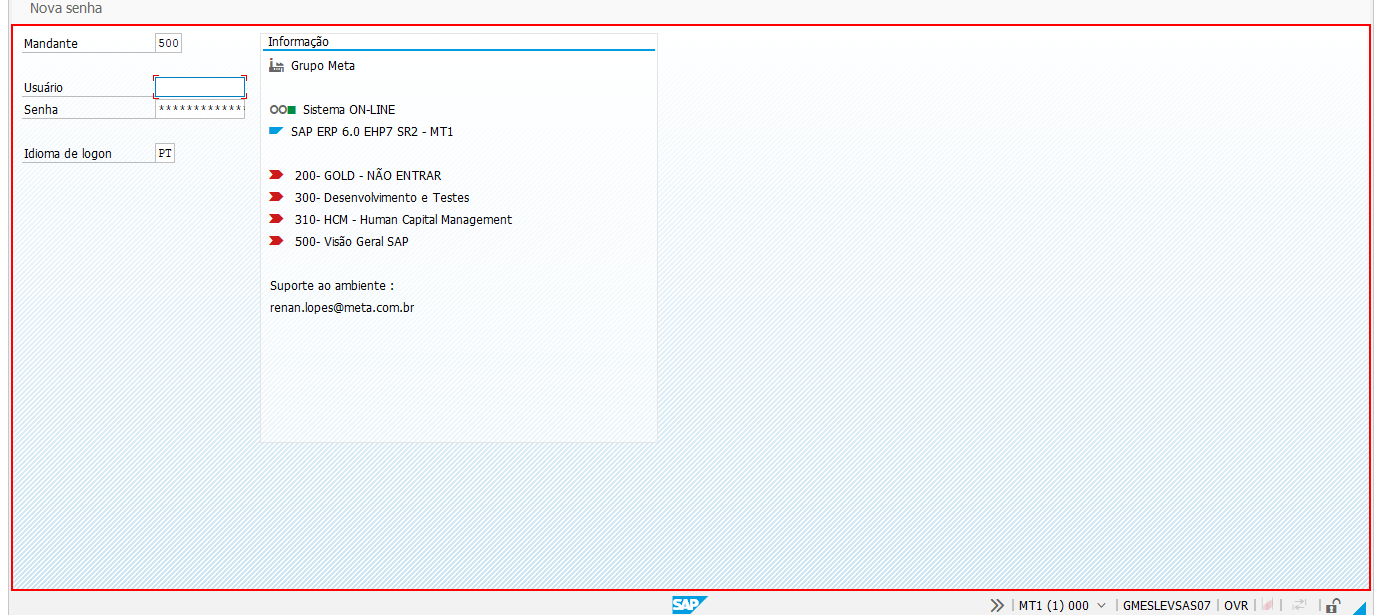 Nova senha
Mandante 500
Usuário
Senha ************
Idioma de logon PT
Informação
Grupo Meta
Sistema ON-LINE
SAP ERP 6.0 EHP7 SR2 - MT1
200- GOLD - NÃO ENTRAR
300- Desenvolvimento e Testes
310- HCM - Human Capital Management
500- Visão Geral SAP
Suporte ao ambiente :
renan.lopes@meta.com.br
SAP
MT1 (1) 000
GMESLEVSAS07
OVR